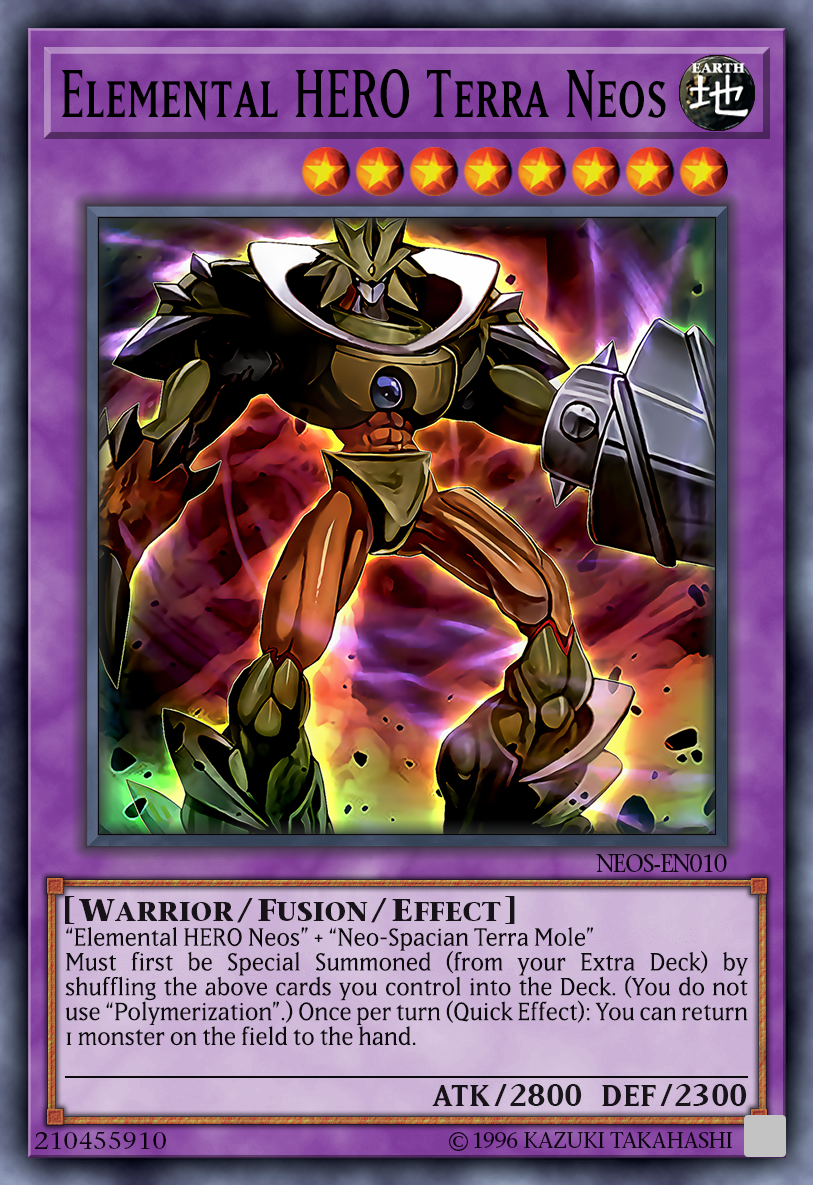 Elemental HERO Terra Neos
EARTH
地
NEOS-EN010
[Warrior/Fusion/Effect]
“Elemental HERO Neos” + “Neo-Spacian Terra Mole”
Must first be Special Summoned (from your Extra Deck) by
shuffling the above cards you control into the Deck. (You do not
use “Polymerization”.) Once per turn (Quick Effect): You can return
1 monster on the field to the hand.
ATK/2800 DEF/2300
210455910
© 1996 KAZUKI TAKAHASHI